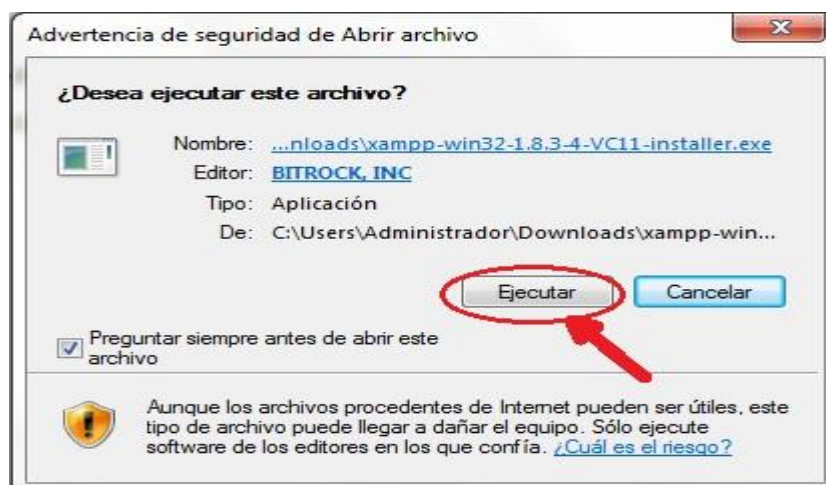 Advertencia de seguridad de Abrir archivo
¿Desea ejecutar este archivo?
Nombre: ...nloads\xampp-win32-1.8.3-4-VC11-installer.exe
Editor: BITROCK, INC
Tipo: Aplicación
De: C:\Users\Administrador\Downloads\xampp-win...
Ejecutar Cancelar
Preguntar siempre antes de abrir este
archivo
Aunque los archivos procedentes de Internet pueden ser útiles, este
tipo de archivo puede llegar a dañar el equipo. Sólo ejecute
software de los editores en los que confía. ¿Cuál es el riesgo?